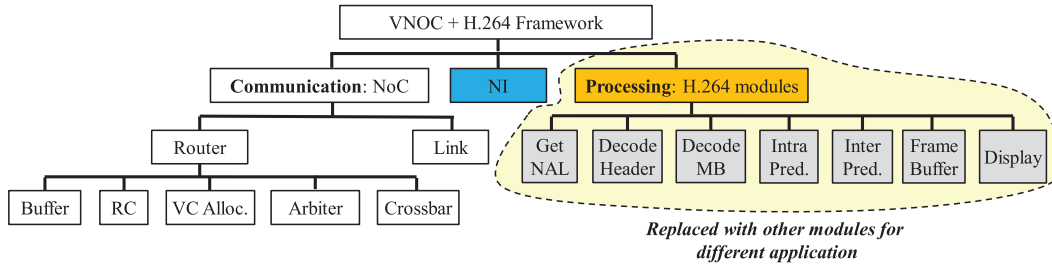 VNOC + H.264 Framework
Communication: NoC
NI
Processing: H.264 modules
Router
Link
Get
NAL
Decode
Header
Decode
MB
Intra
Pred.
Inter
Pred.
Frame
Buffer
Display
Buffer
RC
VC Alloc.
Arbiter
Crossbar
Replaced with other modules for
different application